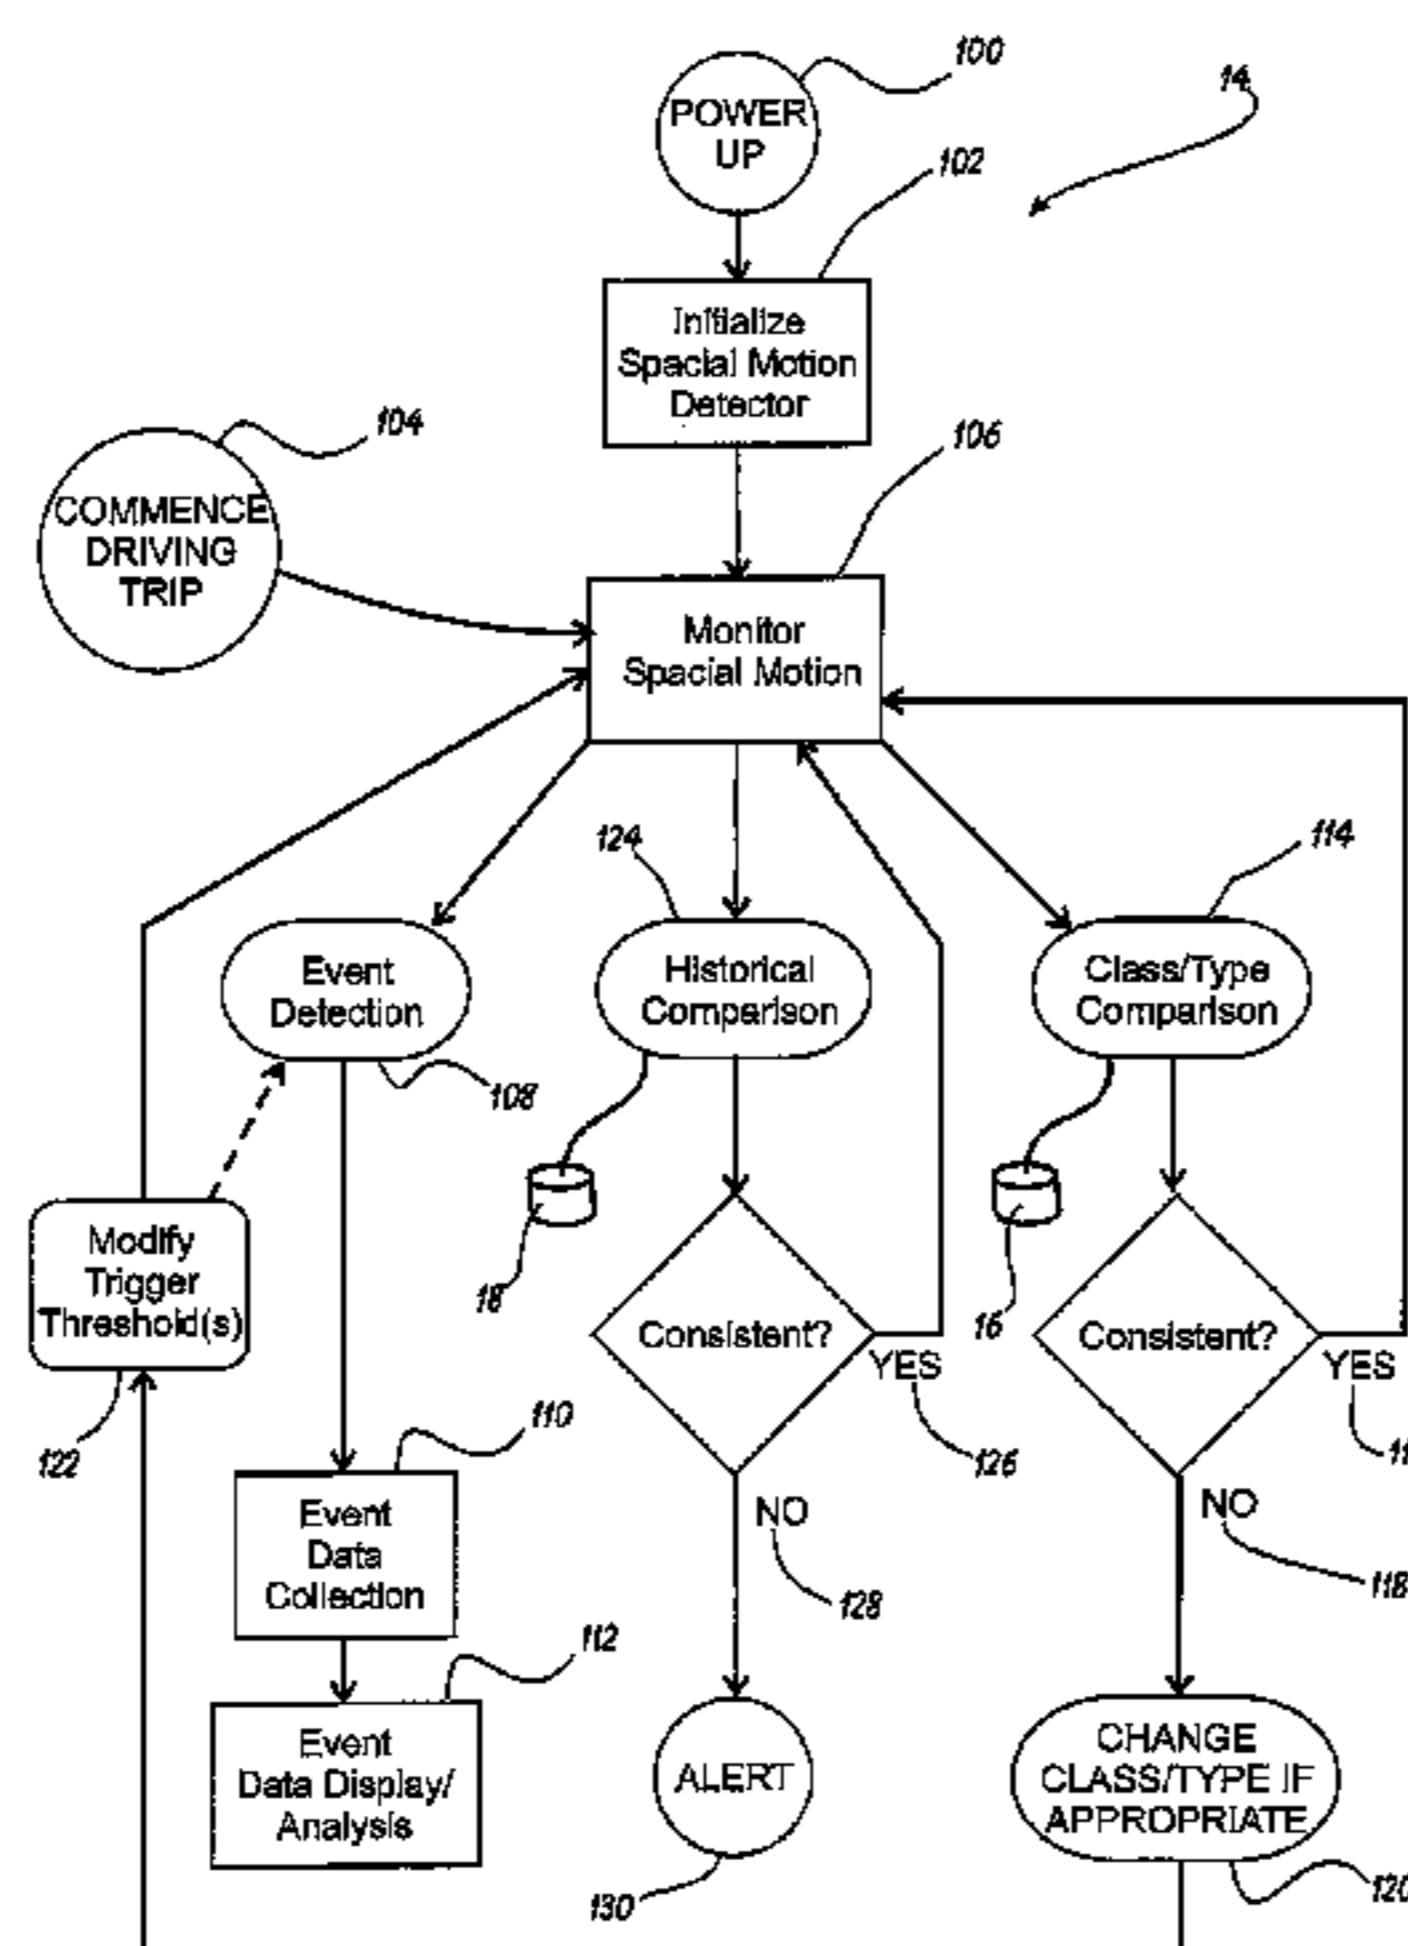 100
POWER
UP
14
102
Initialize
Spacial Motion
Detector
104
COMMENCE
DRIVING
TRIP
106
Monitor
Spacial Motion
124
114
Event
Detection
Historical
Comparison
Class/Type
Comparison
108
18
16
Modify
Trigger
Threshold(s)
122
Consistent?
YES
126
Consistent?
YES
110
Event
Data
Collection
NO
128
NO
118
112
Event
Data Display/
Analysis
ALERT
130
CHANGE
CLASS/TYPE IF
APPROPRIATE
120